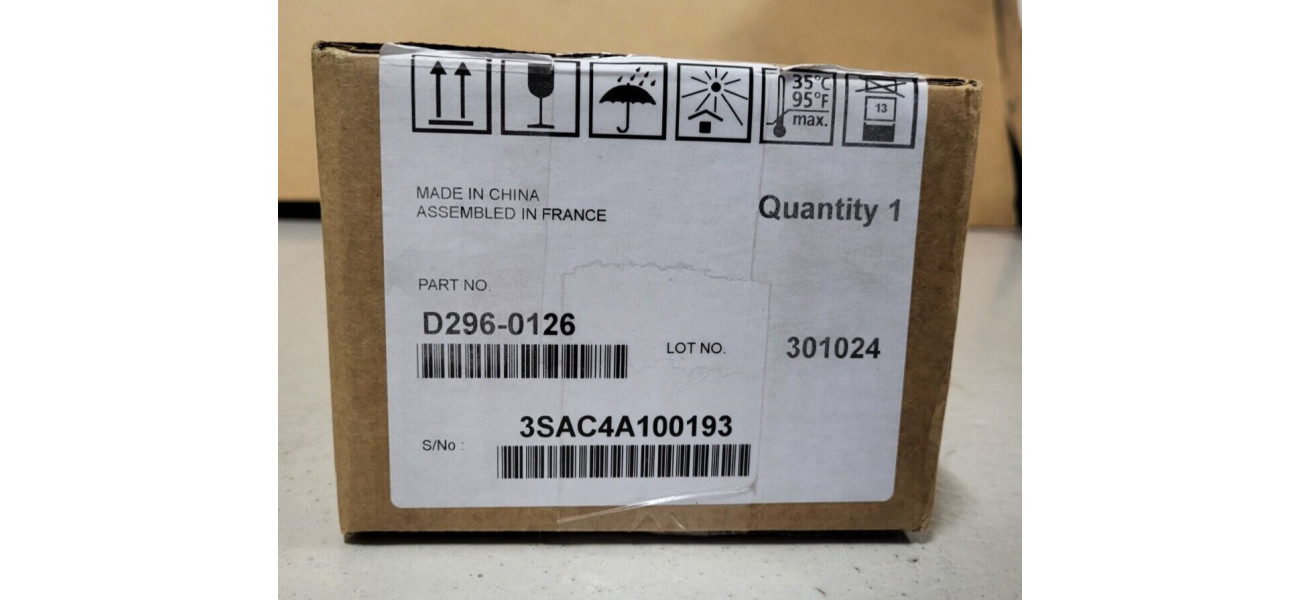 35°C
95°F
max.
13
MADE IN CHINA
ASSEMBLED IN FRANCE
Quantity 1
PART NO.
D296-0126
LOT NO.
301024
3SAC4A100193
S/No :